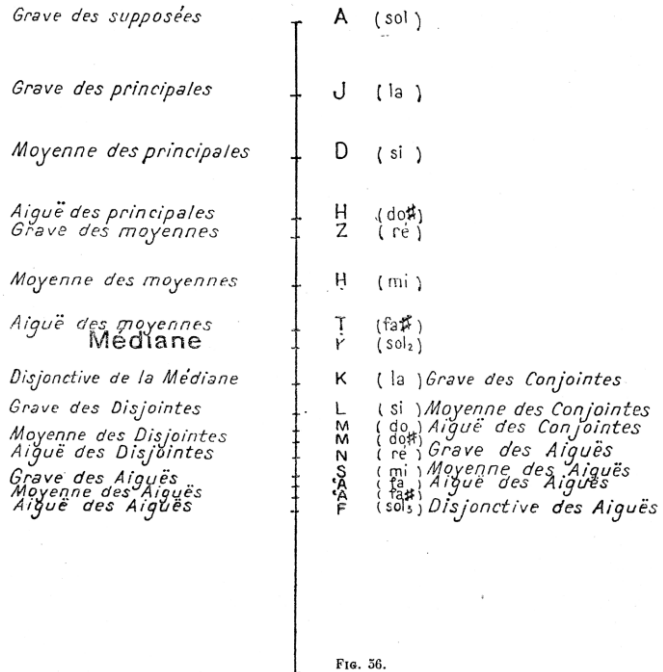 Grave des supposées A (sol)
Grave des principales J (la)
Moyenne des principales D (si)
Aiguë des principales H (do#)
Grave des moyennes Z (ré)
Moyenne des moyennes Ḥ (mi)
Aiguë des moyennes Ṭ (fa#)
Médiane Y (sol₂)
Disjonctive de la Médiane K (la) Grave des Conjointes
Grave des Disjointes L (si) Moyenne des Conjointes
M (do) Aiguë des Conjointes
Moyenne des Disjointes M (do#)
Aiguë des Disjointes N (ré) Grave des Aiguës
S (mi) Moyenne des Aiguës
Grave des Aiguës ‘A (fa) Aiguë des Aiguës
Moyenne des Aiguës ‘A (fa#)
Aiguë des Aiguës F (sol₃) Disjonctive des Aiguës
Fig. 56.